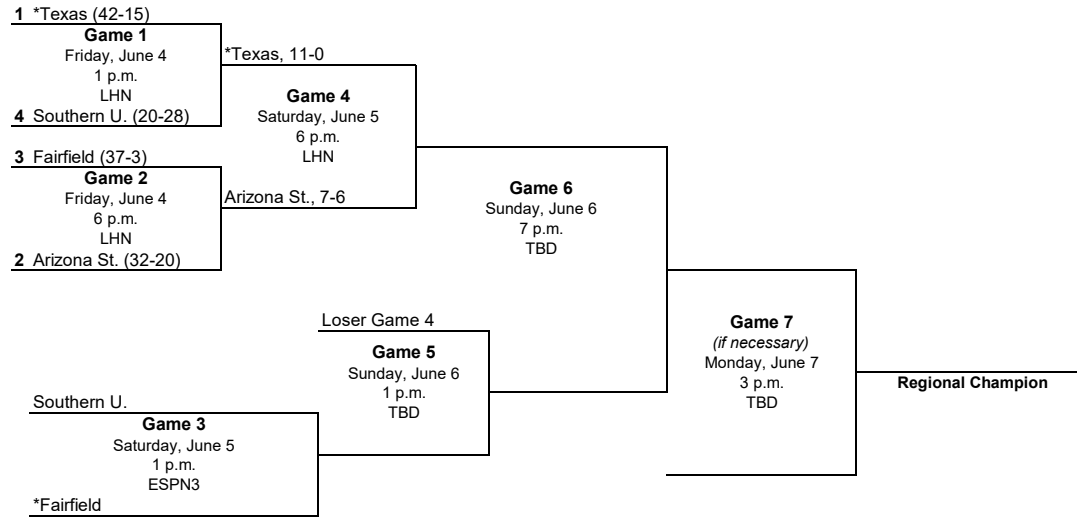 1 *Texas (42-15)
Game 1
Friday, June 4
1 p.m.
LHN
4 Southern U. (20-28)
3 Fairfield (37-3)
Game 2
Friday, June 4
6 p.m.
LHN
2 Arizona St. (32-20)
*Texas, 11-0
Game 4
Saturday, June 5
6 p.m.
LHN
Arizona St., 7-6
Game 6
Sunday, June 6
7 p.m.
TBD
Loser Game 4
Game 5
Sunday, June 6
1 p.m.
TBD
Southern U.
Game 3
Saturday, June 5
1 p.m.
ESPN3
*Fairfield
Game 7
(if necessary)
Monday, June 7
3 p.m.
TBD
Regional Champion